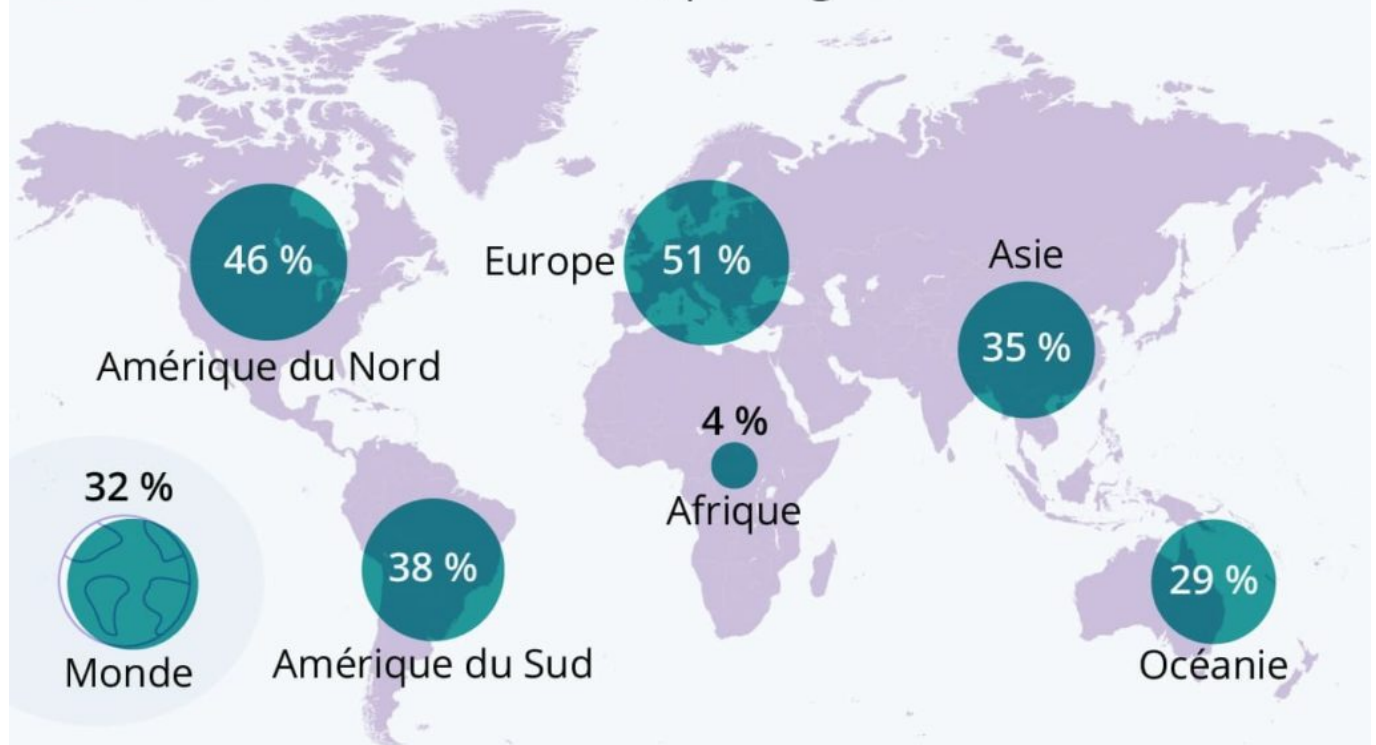 46 %
Amérique du Nord
Europe
51 %
Asie
35 %
4 %
Afrique
32 %
Monde
38 %
Amérique du Sud
29 %
Océanie